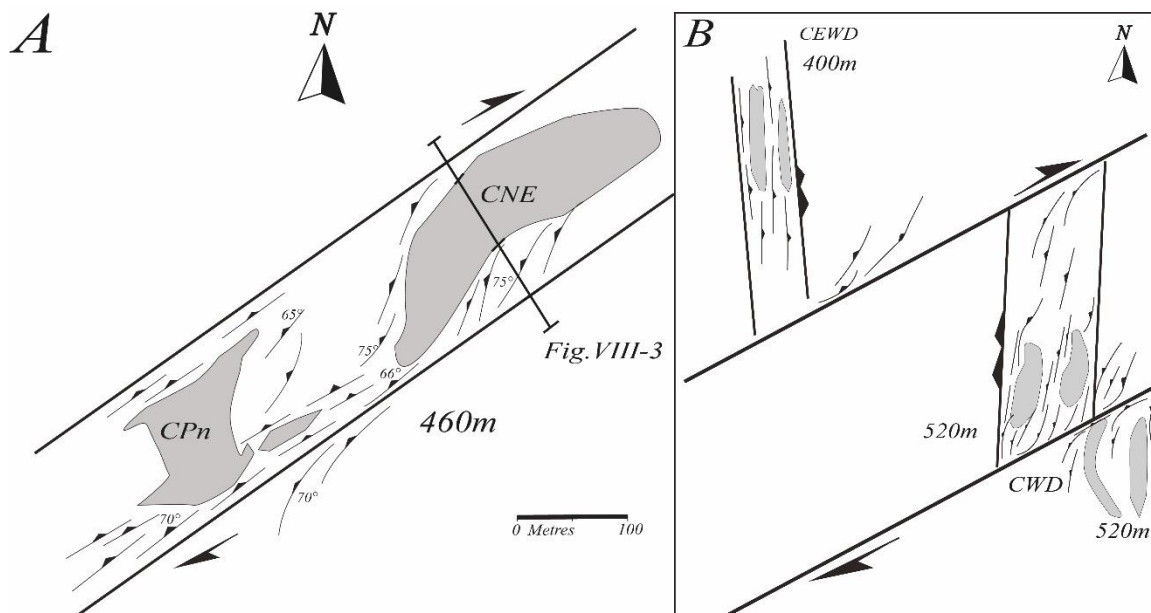 A
N
CNE
75°
65°
75°
Fig.VIII-3
66°
CPn
460m
70°
70°
0 Metres 100
B
CEWD
400m
N
520m
CWD
520m